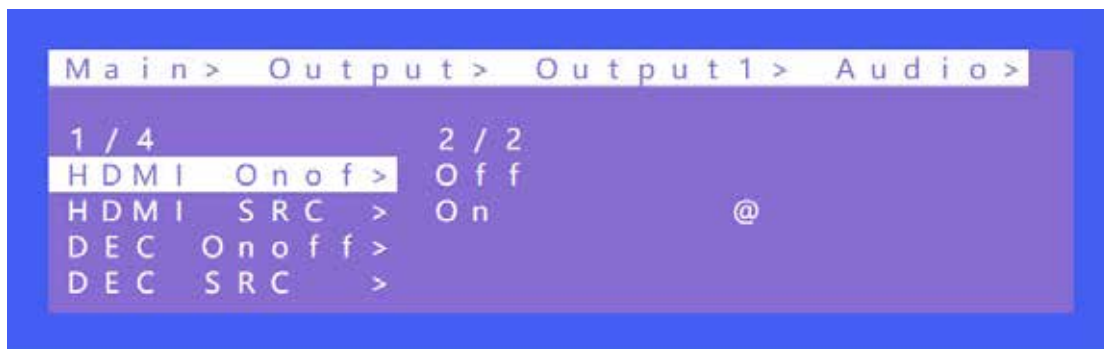 Main> Output> Output1> Audio>
1/4 2/2
HDMI Onof> Off
HDMI SRC > On @
DEC Onoff>
DEC SRC >